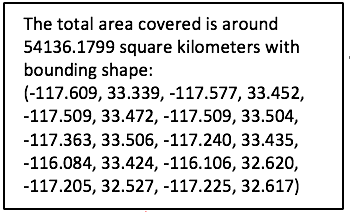 The total area covered is around
54136.1799 square kilometers with
bounding shape:
(-117.609, 33.339, -117.577, 33.452,
-117.509, 33.472, -117.509, 33.504,
-117.363, 33.506, -117.240, 33.435,
-116.084, 33.424, -116.106, 32.620,
-117.205, 32.527, -117.225, 32.617)